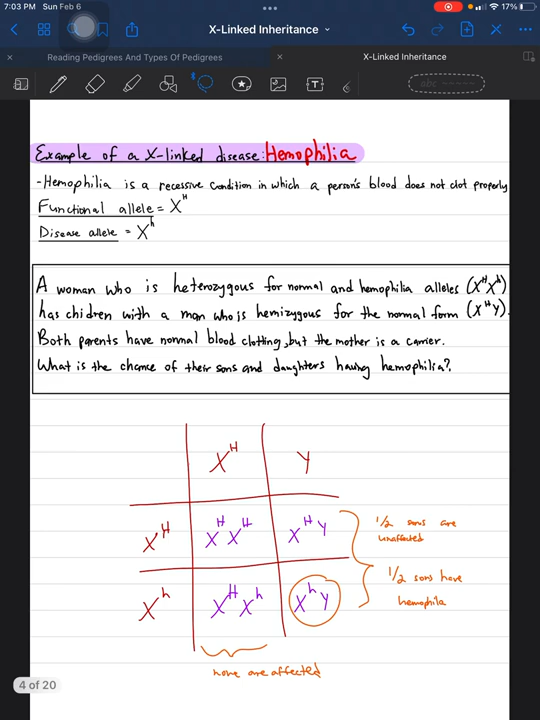 7:03 PM Sun Feb 6
17%
X-Linked Inheritance
Reading Pedigrees And Types Of Pedigrees
X-Linked Inheritance
abc
Example of a X-linked disease: Hemophilia
-Hemophilia is a recessive condition in which a person's blood does not clot properly
Functional allele = X^H
Disease allele = X^h
A woman who is heterozygous for normal and hemophilia alleles (X^H X^h)
has chidren with a man who is hemizygous for the normal form (X^H Y).
Both parents have normal blood clotting, but the mother is a carrier.
What is the chance of their sons and daughters having hemophilia?
X^H Y
X^H X^H X^H X^H Y
X^h X^H X^h X^h Y
1/2 sons are
unaffected
1/2 sons have
hemophila
none are affected
4 of 20